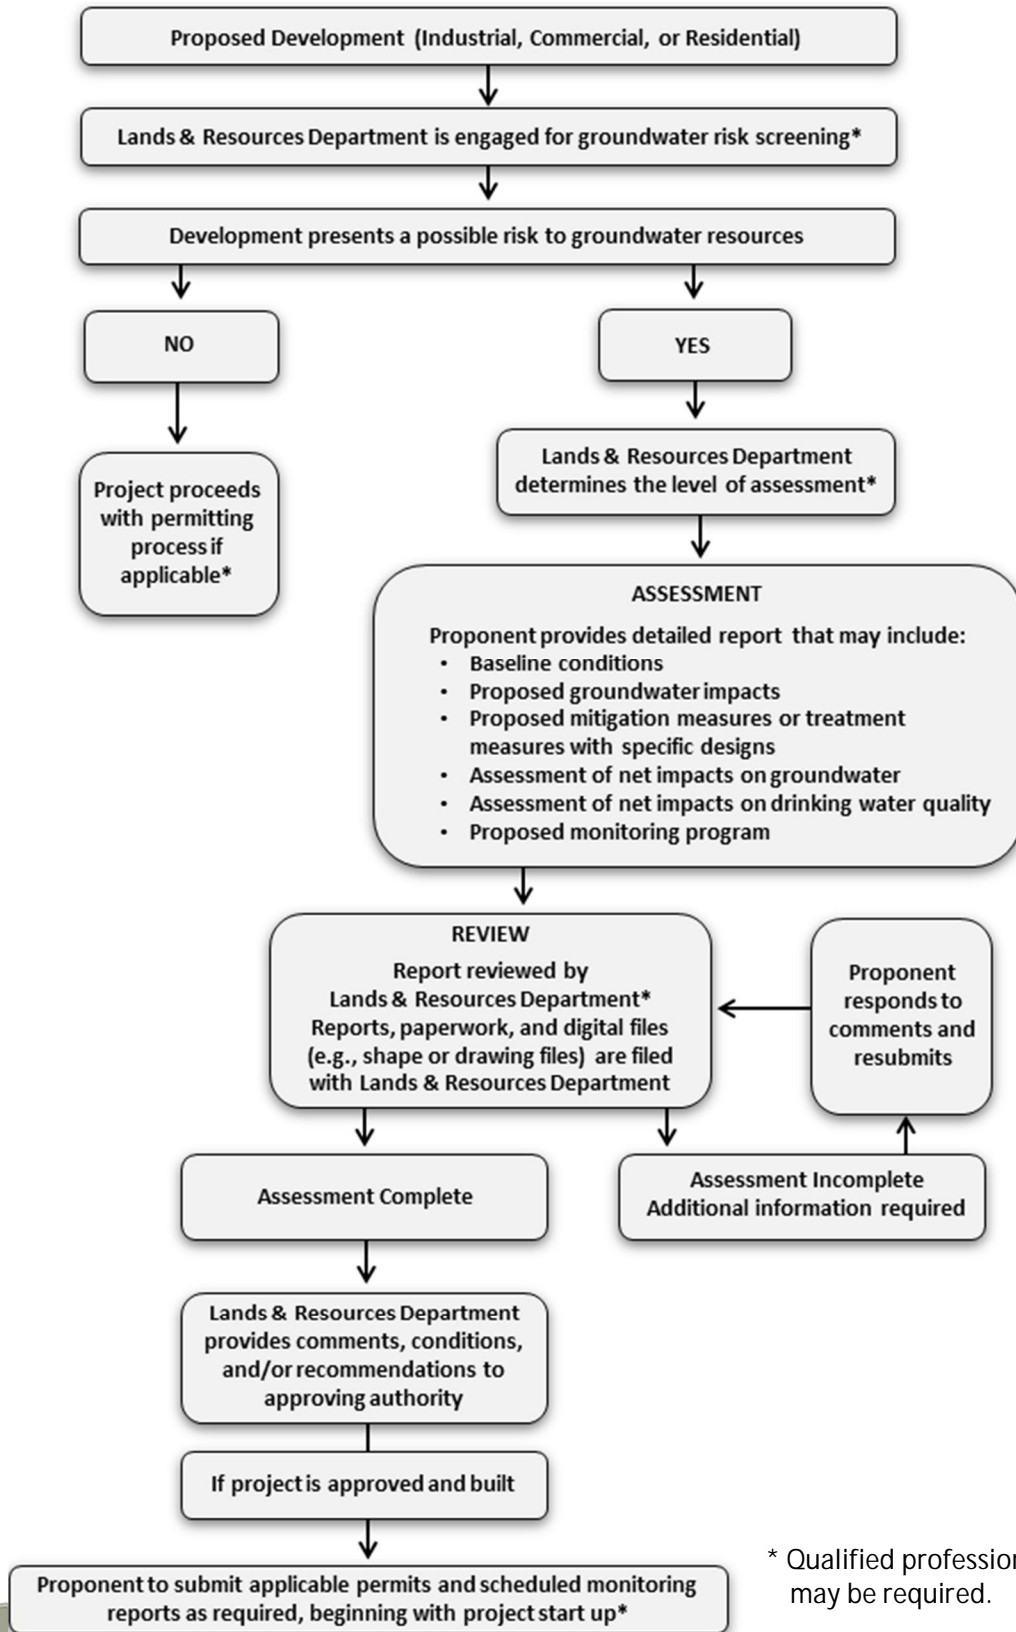 Proposed Development (Industrial, Commercial, or Residential)
Lands & Resources Department is engaged for groundwater risk screening*
Development presents a possible risk to groundwater resources
NO
YES
Project proceeds
with permitting
process if
applicable*
Lands & Resources Department
determines the level of assessment*
ASSESSMENT
Proponent provides detailed report that may include:
• Baseline conditions
• Proposed groundwater impacts
• Proposed mitigation measures or treatment
measures with specific designs
• Assessment of net impacts on groundwater
• Assessment of net impacts on drinking water quality
• Proposed monitoring program
REVIEW
Report reviewed by
Lands & Resources Department*
Reports, paperwork, and digital files
(e.g., shape or drawing files) are filed
with Lands & Resources Department
Proponent
responds to
comments and
resubmits
Assessment Complete
Assessment Incomplete
Additional information required
Lands & Resources Department
provides comments, conditions,
and/or recommendations to
approving authority
If project is approved and built
Proponent to submit applicable permits and scheduled monitoring
reports as required, beginning with project start up*
* Qualified
may be required.